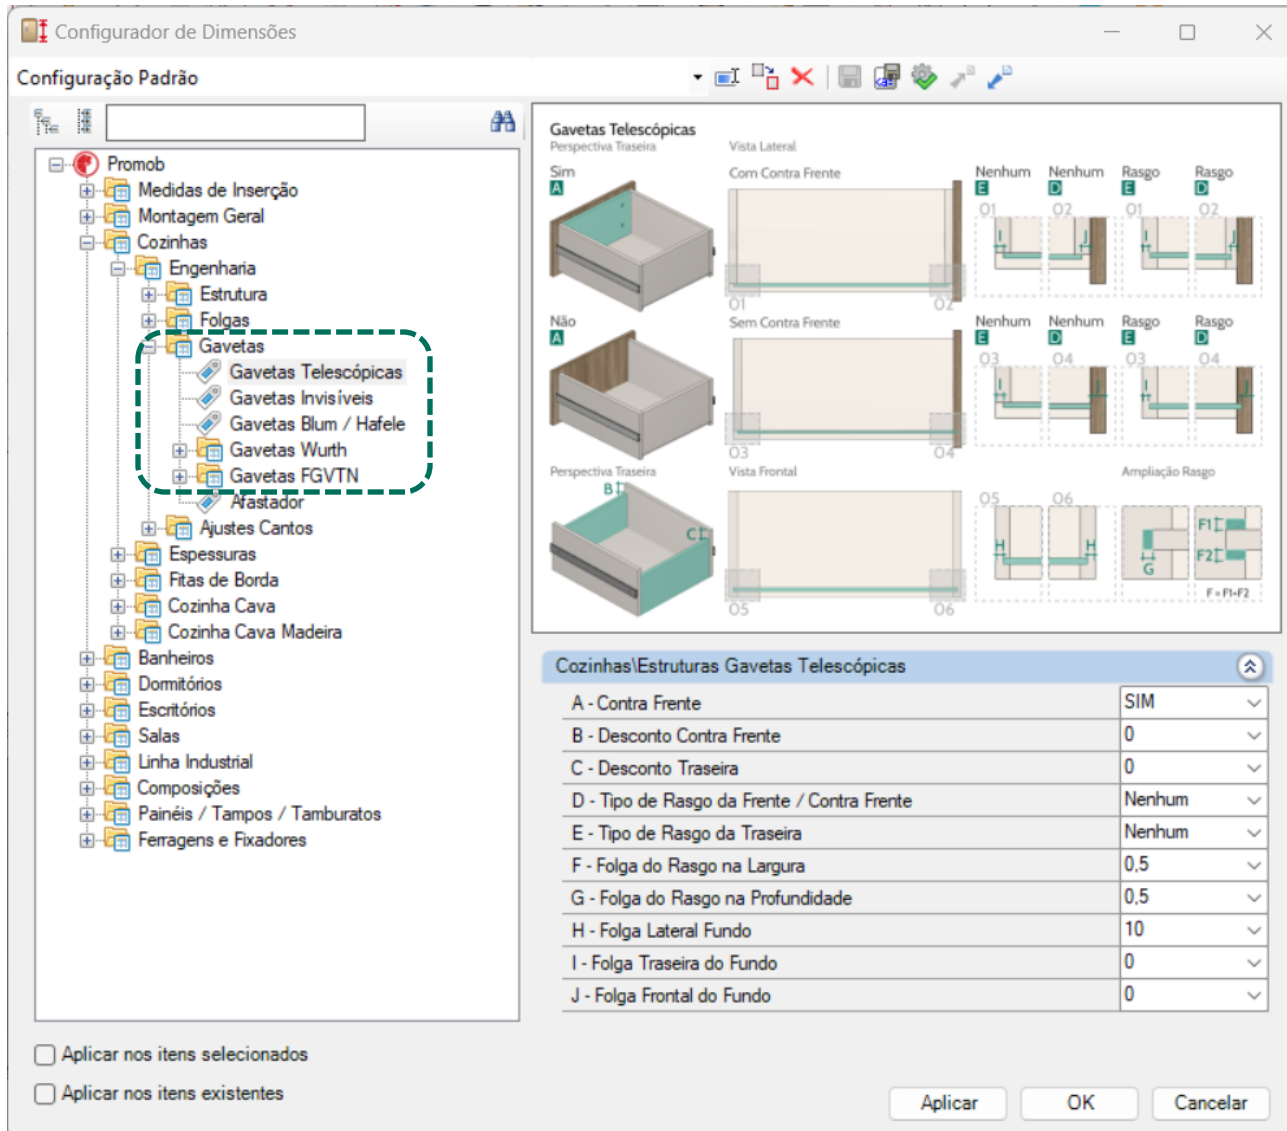 Configurador de Dimensões
Configuração Padrão
Promob
Medidas de Inserção
Montagem Geral
Cozinhas
Engenharia
Estrutura
Folgas
Gavetas
Gavetas Telescópicas
Gavetas Invisíveis
Gavetas Blum / Hafele
Gavetas Wurth
Gavetas FGVTN
Afastador
Ajustes Cantos
Espessuras
Fitas de Borda
Cozinha Cava
Cozinha Cava Madeira
Banheiros
Dormitórios
Escritórios
Salas
Linha Industrial
Composições
Painéis / Tampos / Tamburatos
Ferragens e Fixadores
Gavetas Telescópicas
Perspectiva Traseira Vista Lateral
Sim Com Contra Frente Nenhum Nenhum Rasgo Rasgo
A E D E D
01 02 01 02
I J I J
01 02
Não Sem Contra Frente Nenhum Nenhum Rasgo Rasgo
A E D E D
03 04 03 04
I J I J
03 04
Perspectiva Traseira Vista Frontal Ampliação Rasgo
B C 05 06 H H G F1 F2
F = F1+F2
05 06
Cozinhas\Estruturas Gavetas Telescópicas
A - Contra Frente SIM
B - Desconto Contra Frente 0
C - Desconto Traseira 0
D - Tipo de Rasgo da Frente / Contra Frente Nenhum
E - Tipo de Rasgo da Traseira Nenhum
F - Folga do Rasgo na Largura 0,5
G - Folga do Rasgo na Profundidade 0,5
H - Folga Lateral Fundo 10
I - Folga Traseira do Fundo 0
J - Folga Frontal do Fundo 0
Aplicar nos itens selecionados
Aplicar nos itens existentes
Aplicar OK Cancelar